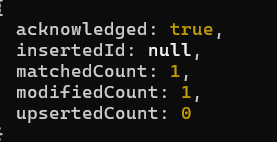 acknowledged: true,
insertedId: null,
matchedCount: 1,
modifiedCount: 1,
upsertedCount: 0